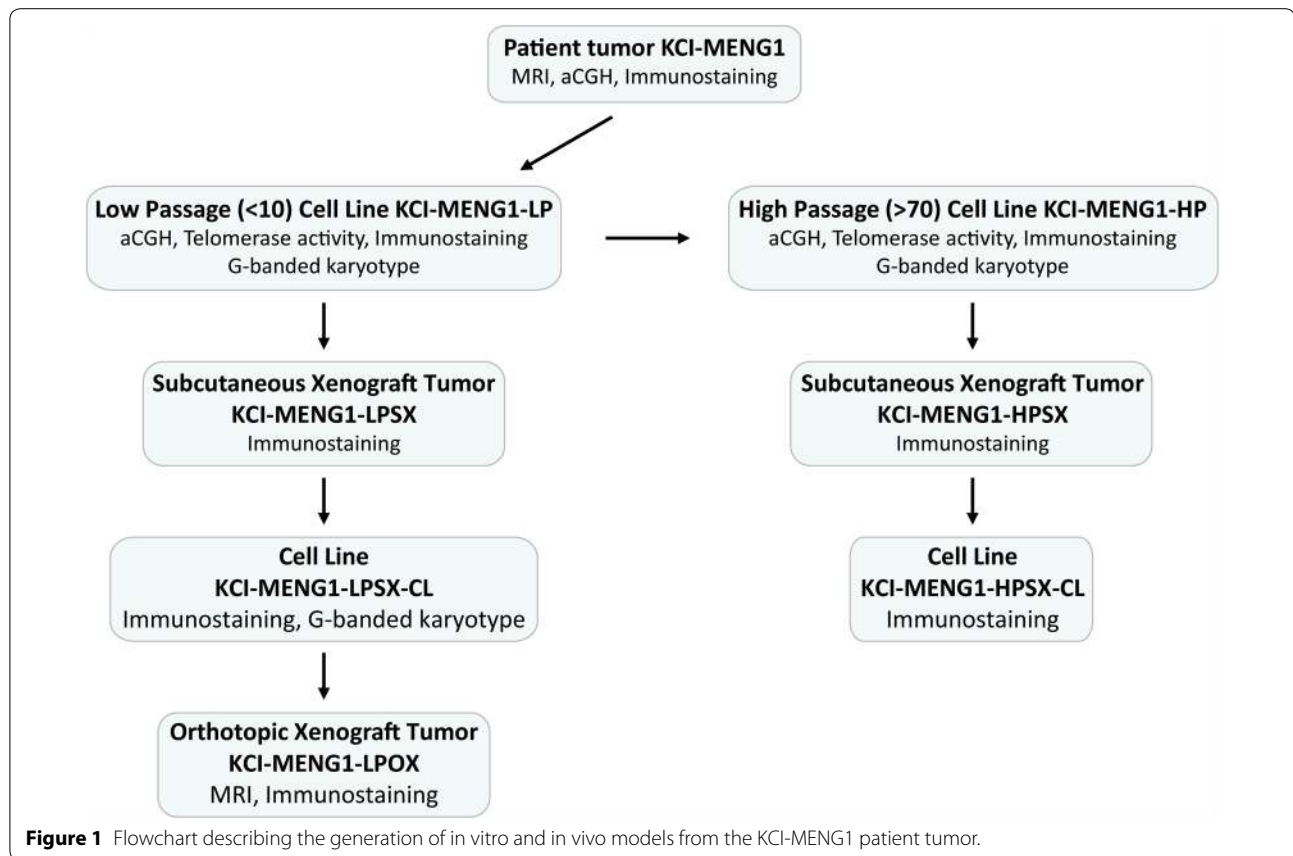 Patient tumor KCI-MENG1
MRI, aCGH, Immunostaining
Low Passage (<10) Cell Line KCI-MENG1-LP
aCGH, Telomerase activity, Immunostaining
G-banded karyotype
High Passage (>70) Cell Line KCI-MENG1-HP
aCGH, Telomerase activity, Immunostaining
G-banded karyotype
Subcutaneous Xenograft Tumor
KCI-MENG1-LPSX
Immunostaining
Subcutaneous Xenograft Tumor
KCI-MENG1-HPSX
Immunostaining
Cell Line
KCI-MENG1-LPSX-CL
Immunostaining, G-banded karyotype
Cell Line
KCI-MENG1-HPSX-CL
Immunostaining
Orthotopic Xenograft Tumor
KCI-MENG1-LPOX
MRI, Immunostaining
Figure 1 Flowchart describing the generation of in vitro and in vivo models from the KCI-MENG1 patient tumor.